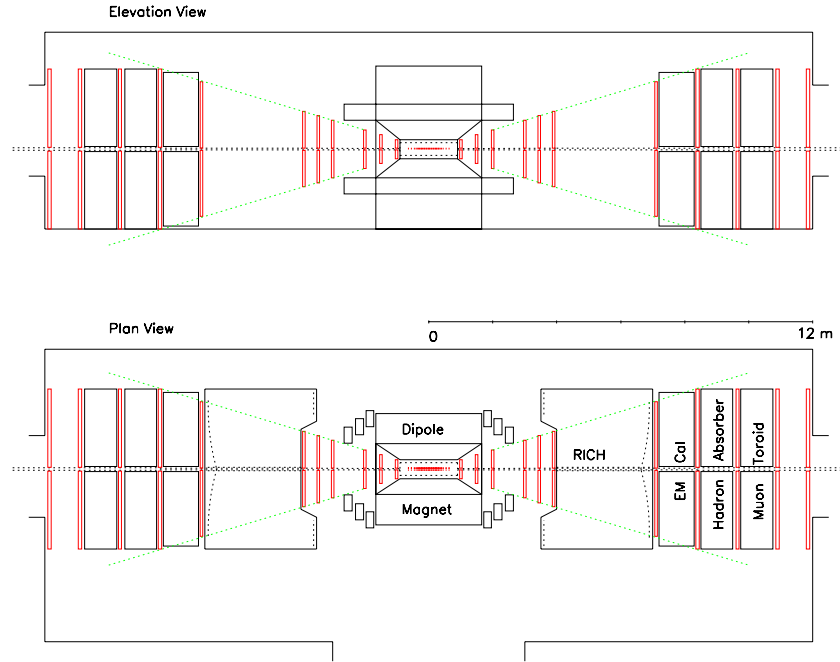 Elevation View
Plan View
0
12 m
Dipole
Magnet
RICH
EM Cal
Hadron Absorber
Muon Toroid